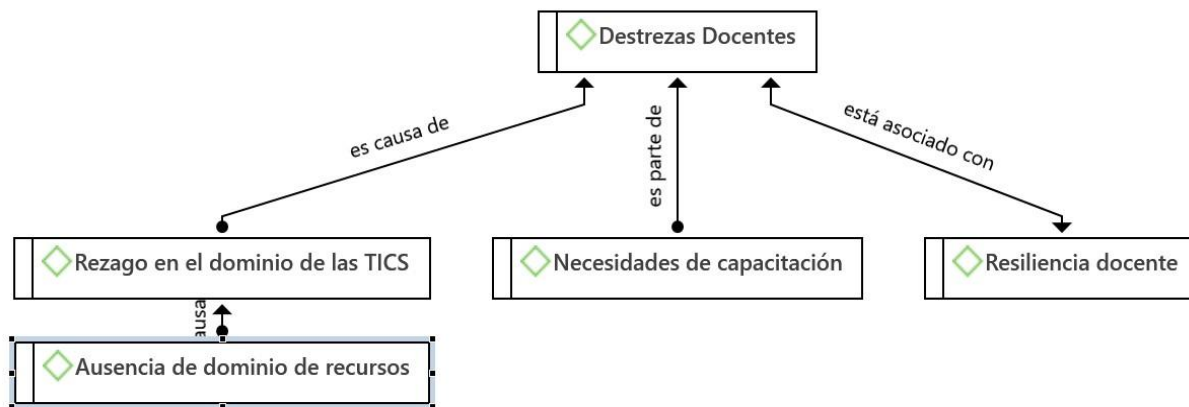 Destrezas Docentes
es causa de
es parte de
está asociado con
Rezago en el dominio de las TICS
Necesidades de capacitación
Resiliencia docente
Ausencia de dominio de recursos